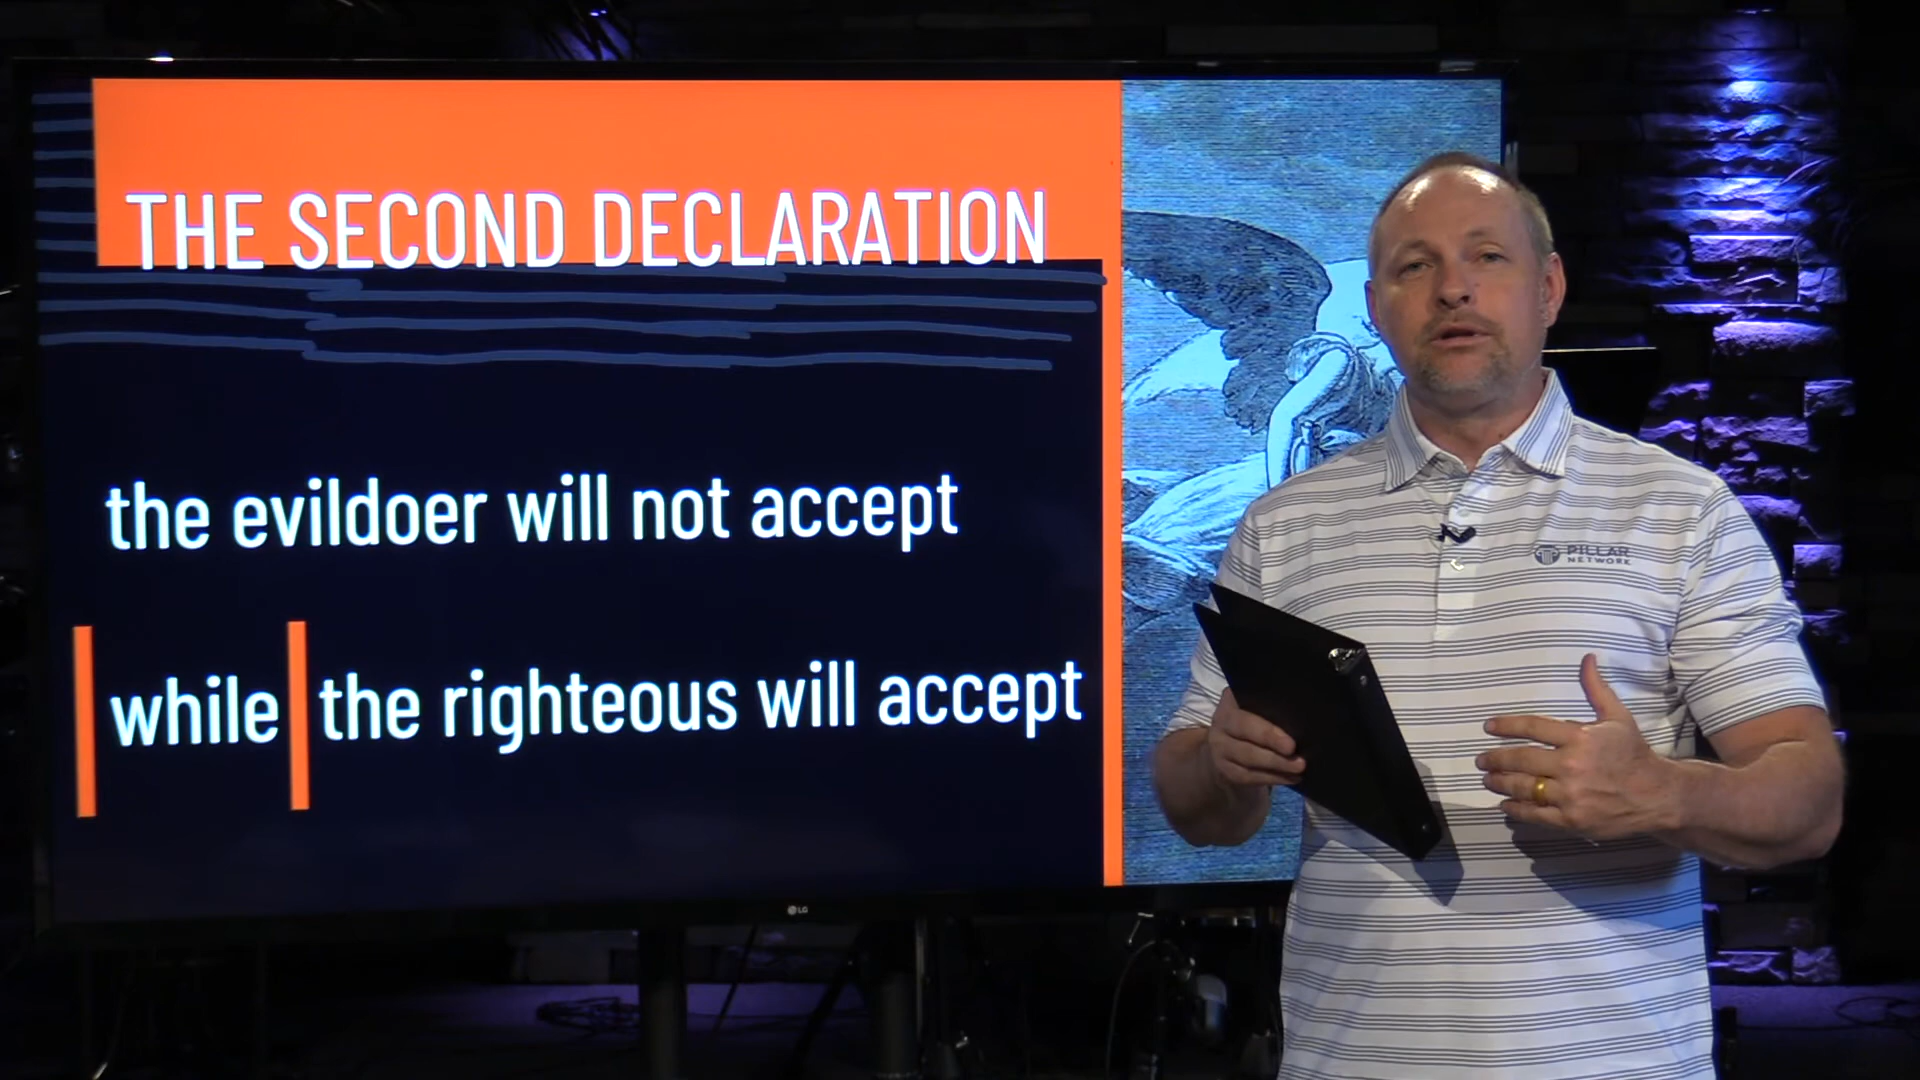 THE SECOND DECLARATION
the evildoer will not accept
while the righteous will accept
PILLAR
NETWORK
LG